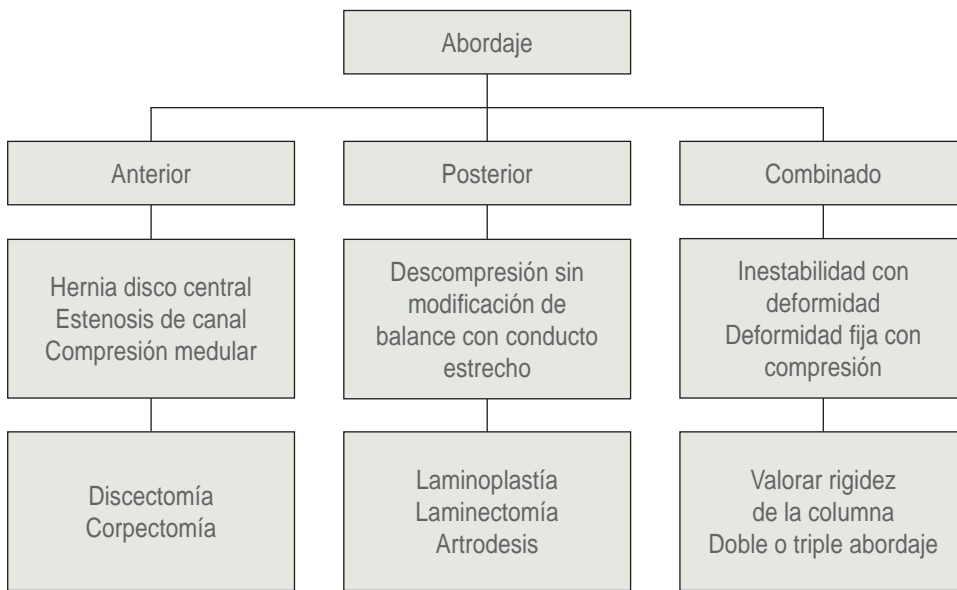 Abordaje
Anterior
Posterior
Combinado
Hernia disco central
Estenosis de canal
Compresión medular
Descompresión sin
modificación de
balance con conducto
estrecho
Inestabilidad con
deformidad
Deformidad fija con
compresión
Discectomía
Corpectomía
Laminoplastía
Laminectomía
Artrodesis
Valorar rigidez
de la columna
Doble o triple abordaje